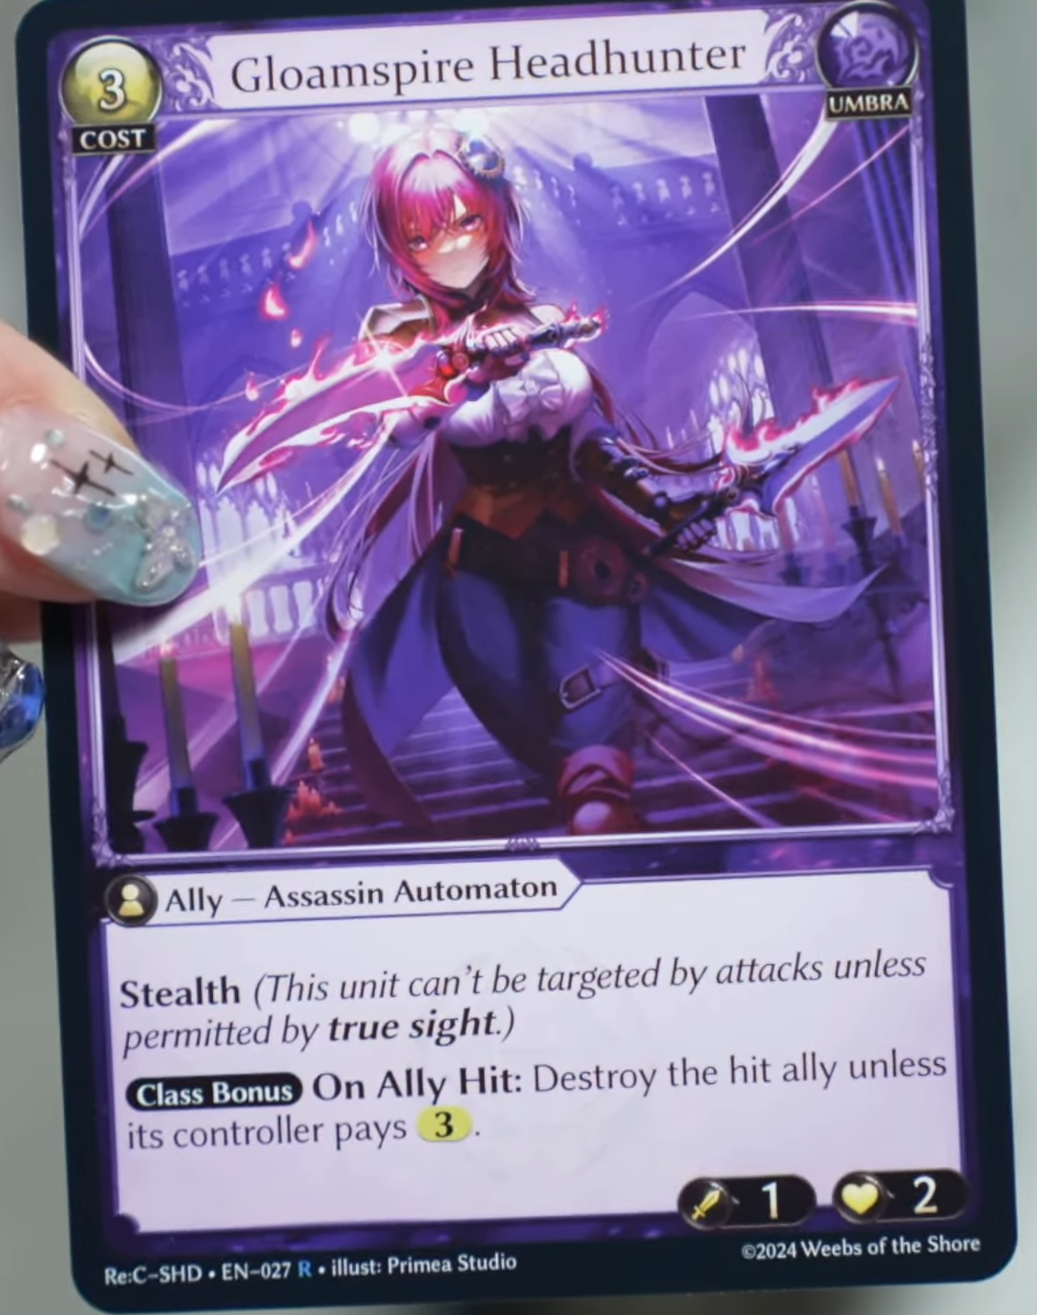 3
COST
Gloamspire Headhunter
UMBRA
Ally — Assassin Automaton
Stealth (This unit can't be targeted by attacks unless
permitted by true sight.)
Class Bonus On Ally Hit: Destroy the hit ally unless
its controller pays 3.
1
2
Re:C–SHD • EN–027 R • illust: Primea Studio
©2024 Weebs of the Shore